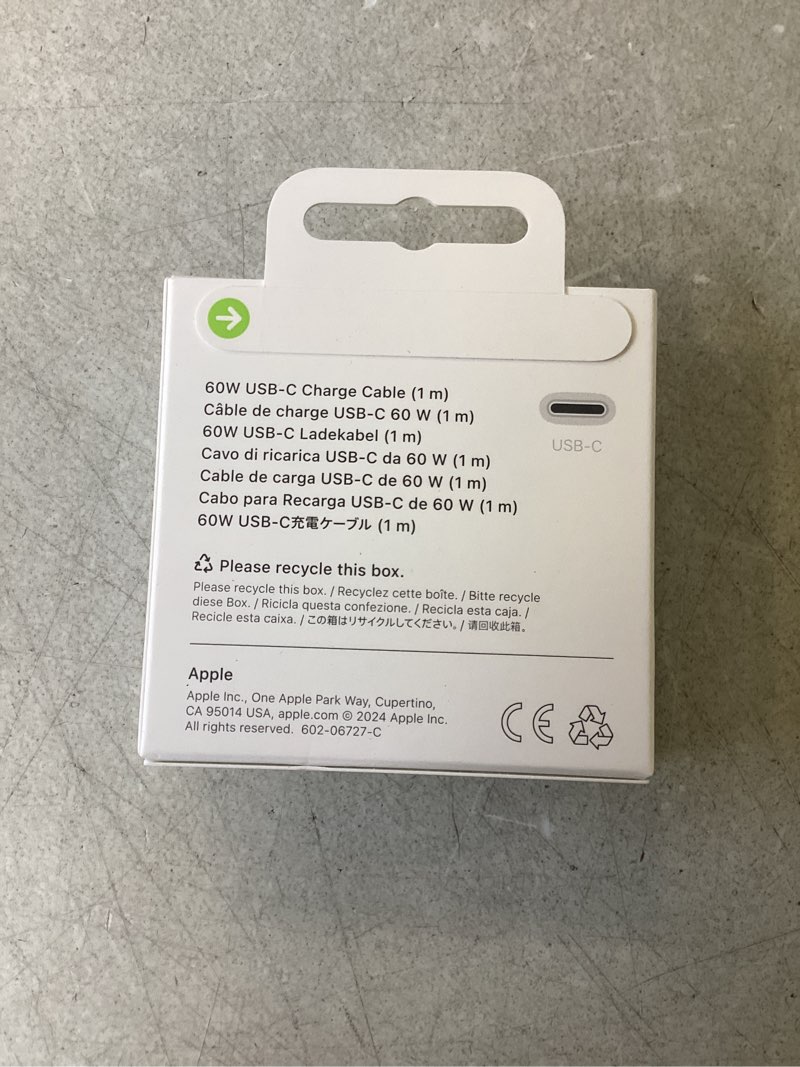 60W USB-C Charge Cable (1 m)
Câble de charge USB-C 60 W (1 m)
60W USB-C Ladekabel (1 m)
Cavo di ricarica USB-C da 60 W (1 m)
Cable de carga USB-C de 60 W (1 m)
Cabo para Recarga USB-C de 60 W (1 m)
60W USB-C充電ケーブル (1 m)
USB-C
Please recycle this box.
Please recycle this box. / Recyclez cette boîte. / Bitte recycle
diese Box. / Ricicla questa confezione. / Recicla esta caja. /
Recicle esta caixa. / この箱はリサイクルしてください。/ 请回收此箱。
Apple
Apple Inc., One Apple Park Way, Cupertino,
CA 95014 USA, apple.com © 2024 Apple Inc.
All rights reserved. 602-06727-C
CE